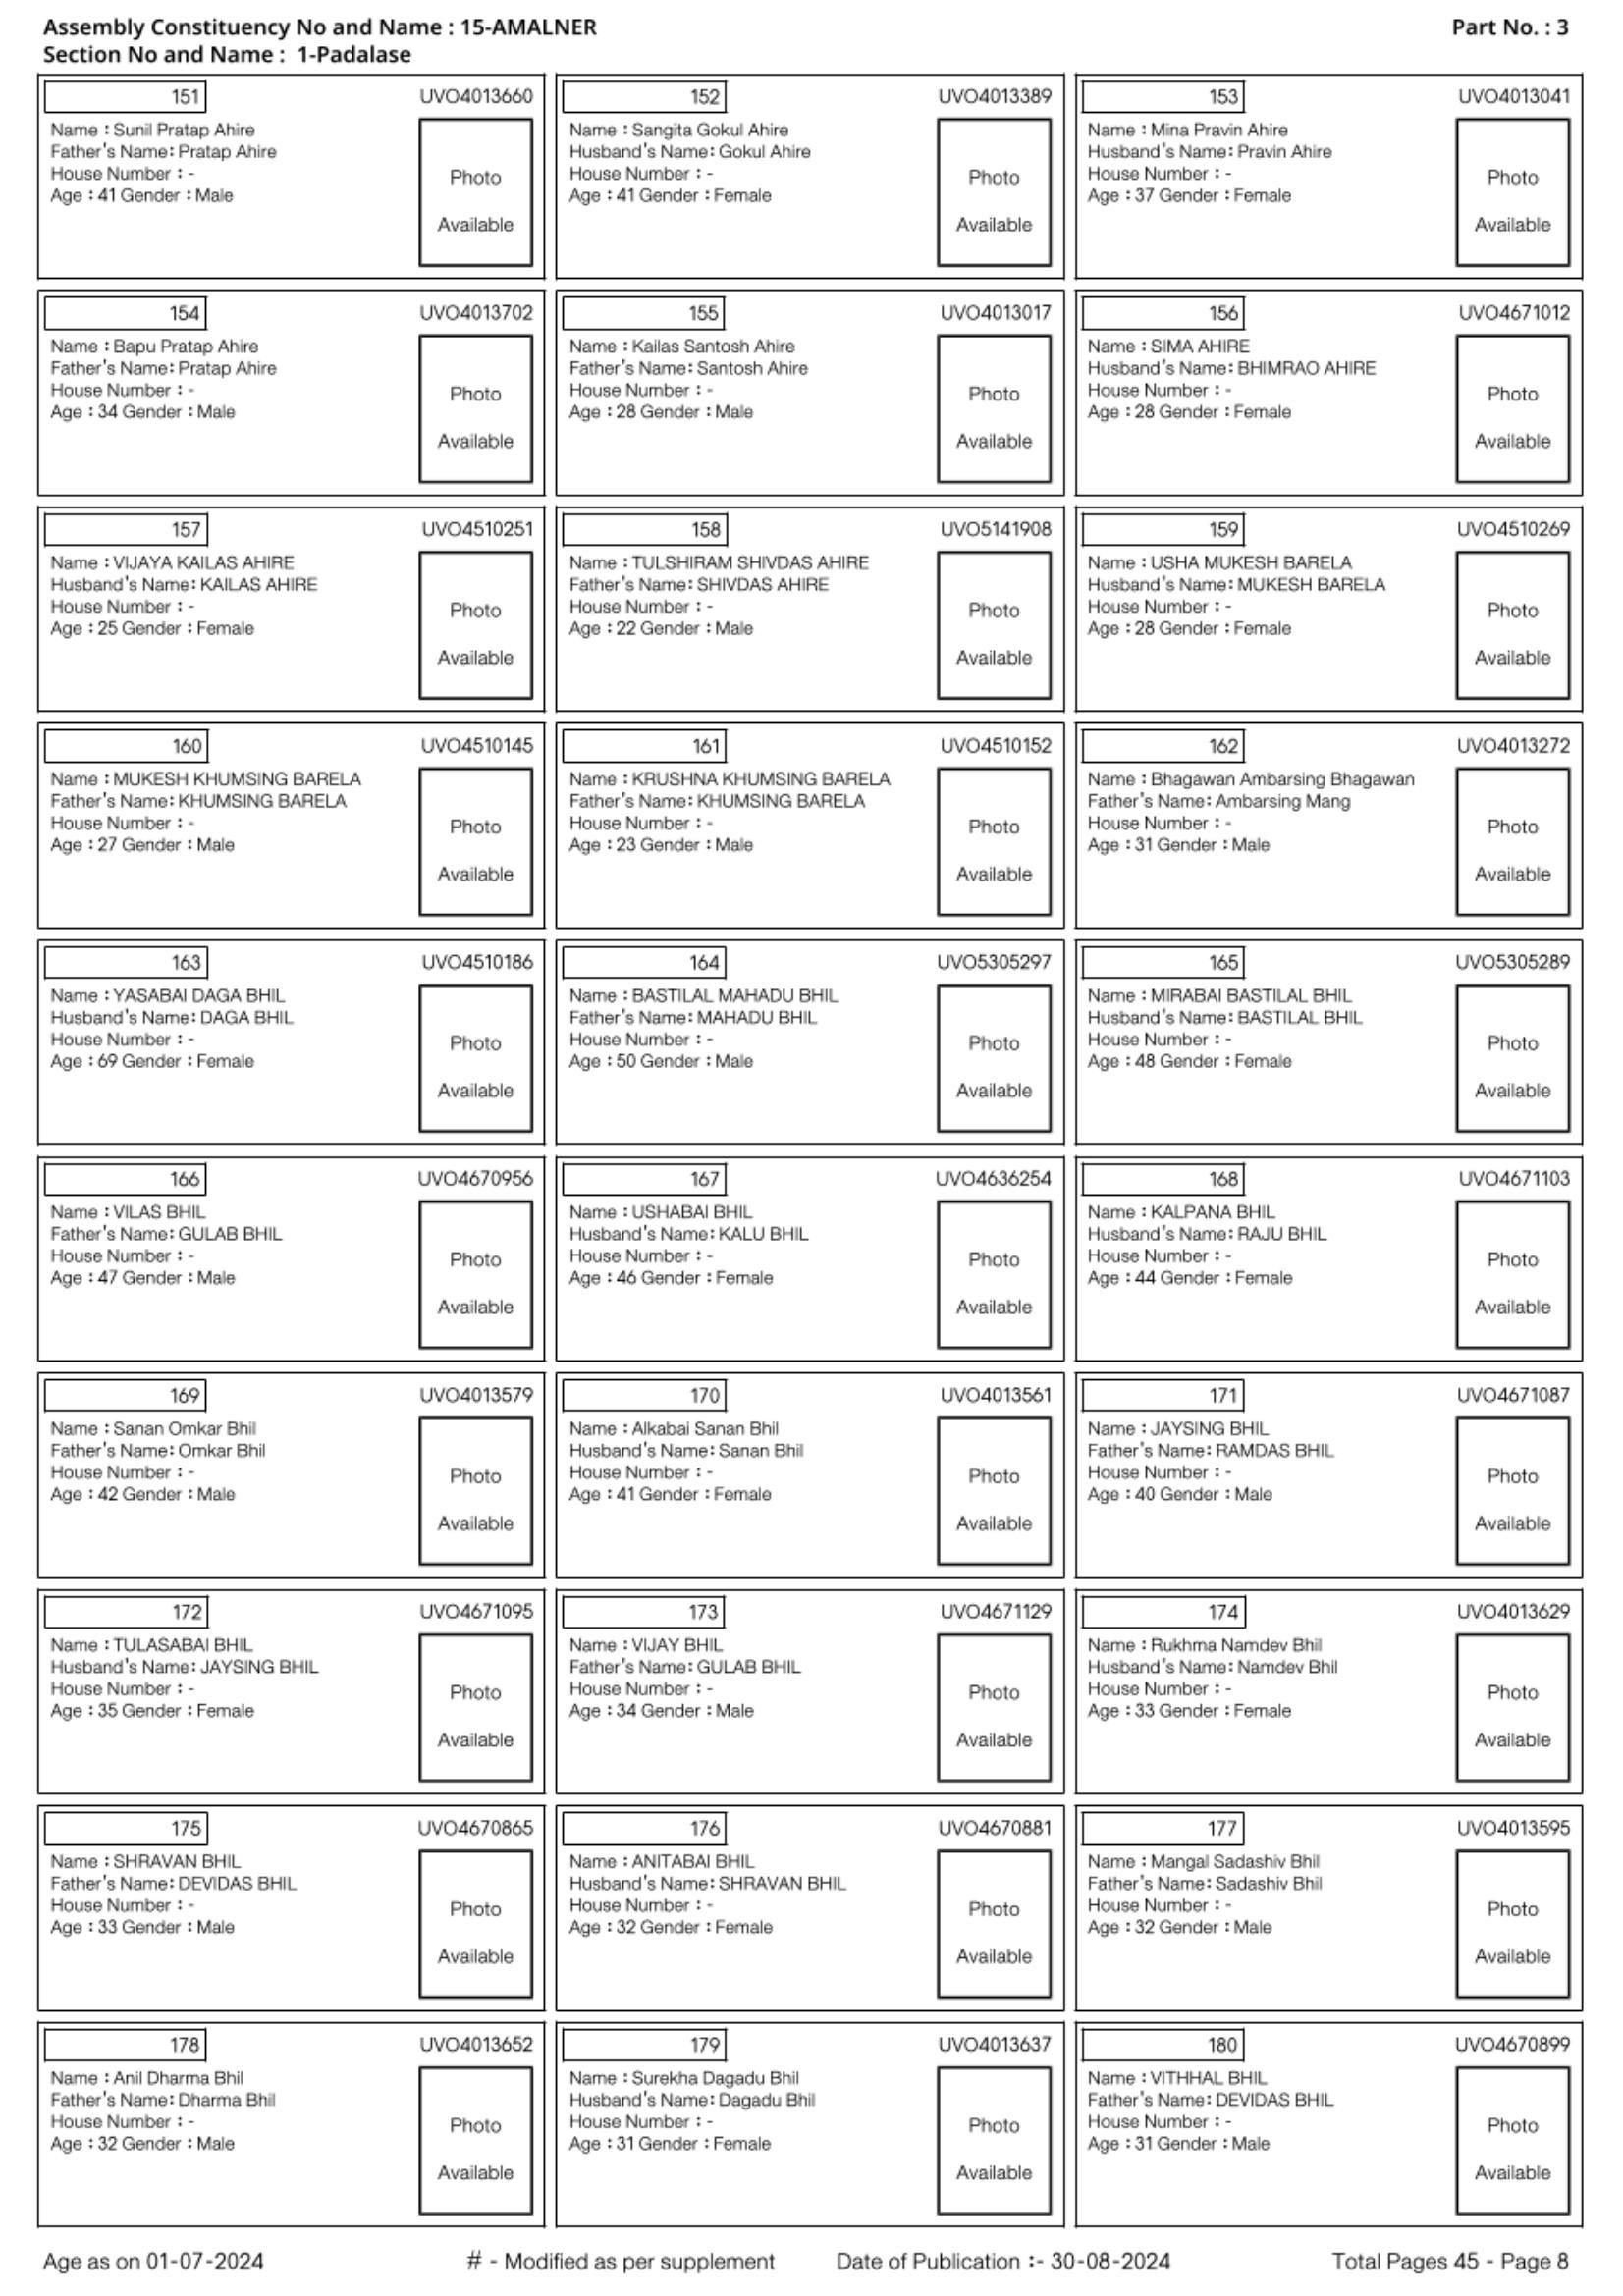 Assembly Constituency No and Name : 15-AMALNER
Part No. : 3
Section No and Name : 1-Padalase
151 UVO4013660
Name : Sunil Pratap Ahire
Father's Name: Pratap Ahire
House Number : -
Age : 41 Gender : Male
Photo
Available
152 UVO4013389
Name : Sangita Gokul Ahire
Husband's Name: Gokul Ahire
House Number : -
Age : 41 Gender : Female
Photo
Available
153 UVO4013041
Name : Mina Pravin Ahire
Husband's Name: Pravin Ahire
House Number : -
Age : 37 Gender : Female
Photo
Available
154 UVO4013702
Name : Bapu Pratap Ahire
Father's Name: Pratap Ahire
House Number : -
Age : 34 Gender : Male
Photo
Available
155 UVO4013017
Name : Kailas Santosh Ahire
Father's Name: Santosh Ahire
House Number : -
Age : 28 Gender : Male
Photo
Available
156 UVO4671012
Name : SIMA AHIRE
Husband's Name: BHIMRAO AHIRE
House Number : -
Age : 28 Gender : Female
Photo
Available
157 UVO4510251
Name : VIJAYA KAILAS AHIRE
Husband's Name: KAILAS AHIRE
House Number : -
Age : 25 Gender : Female
Photo
Available
158 UVO5141908
Name : TULSHIRAM SHIVDAS AHIRE
Father's Name: SHIVDAS AHIRE
House Number : -
Age : 22 Gender : Male
Photo
Available
159 UVO4510269
Name : USHA MUKESH BARELA
Husband's Name: MUKESH BARELA
House Number : -
Age : 28 Gender : Female
Photo
Available
160 UVO4510145
Name : MUKESH KHUMSING BARELA
Father's Name: KHUMSING BARELA
House Number : -
Age : 27 Gender : Male
Photo
Available
161 UVO4510152
Name : KRUSHNA KHUMSING BARELA
Father's Name: KHUMSING BARELA
House Number : -
Age : 23 Gender : Male
Photo
Available
162 UVO4013272
Name : Bhagawan Ambarsing Bhagawan
Father's Name: Ambarsing Mang
House Number : -
Age : 31 Gender : Male
Photo
Available
163 UVO4510186
Name : YASABAI DAGA BHIL
Husband's Name: DAGA BHIL
House Number : -
Age : 69 Gender : Female
Photo
Available
164 UVO5305297
Name : BASTILAL MAHADU BHIL
Father's Name: MAHADU BHIL
House Number : -
Age : 50 Gender : Male
Photo
Available
165 UVO5305289
Name : MIRABAI BASTILAL BHIL
Husband's Name: BASTILAL BHIL
House Number : -
Age : 48 Gender : Female
Photo
Available
166 UVO4670956
Name : VILAS BHIL
Father's Name: GULAB BHIL
House Number : -
Age : 47 Gender : Male
Photo
Available
167 UVO4636254
Name : USHABAI BHIL
Husband's Name: KALU BHIL
House Number : -
Age : 46 Gender : Female
Photo
Available
168 UVO4671103
Name : KALPANA BHIL
Husband's Name: RAJU BHIL
House Number : -
Age : 44 Gender : Female
Photo
Available
169 UVO4013579
Name : Sanan Omkar Bhil
Father's Name: Omkar Bhil
House Number : -
Age : 42 Gender : Male
Photo
Available
170 UVO4013561
Name : Alkabai Sanan Bhil
Husband's Name: Sanan Bhil
House Number : -
Age : 41 Gender : Female
Photo
Available
171 UVO4671087
Name : JAYSING BHIL
Father's Name: RAMDAS BHIL
House Number : -
Age : 40 Gender : Male
Photo
Available
172 UVO4671095
Name : TULASABAI BHIL
Husband's Name: JAYSING BHIL
House Number : -
Age : 35 Gender : Female
Photo
Available
173 UVO4671129
Name : VIJAY BHIL
Father's Name: GULAB BHIL
House Number : -
Age : 34 Gender : Male
Photo
Available
174 UVO4013629
Name : Rukhma Namdev Bhil
Husband's Name: Namdev Bhil
House Number : -
Age : 33 Gender : Female
Photo
Available
175 UVO4670865
Name : SHRAVAN BHIL
Father's Name: DEVIDAS BHIL
House Number : -
Age : 33 Gender : Male
Photo
Available
176 UVO4670881
Name : ANITABAI BHIL
Husband's Name: SHRAVAN BHIL
House Number : -
Age : 32 Gender : Female
Photo
Available
177 UVO4013595
Name : Mangal Sadashiv Bhil
Father's Name: Sadashiv Bhil
House Number : -
Age : 32 Gender : Male
Photo
Available
178 UVO4013652
Name : Anil Dharma Bhil
Father's Name: Dharma Bhil
House Number : -
Age : 32 Gender : Male
Photo
Available
179 UVO4013637
Name : Surekha Dagadu Bhil
Husband's Name: Dagadu Bhil
House Number : -
Age : 31 Gender : Female
Photo
Available
180 UVO4670899
Name : VITHHAL BHIL
Father's Name: DEVIDAS BHIL
House Number : -
Age : 31 Gender : Male
Photo
Available
Age as on 01-07-2024 # - Modified as per supplement Date of Publication :- 30-08-2024 Total Pages 45 - Page 8